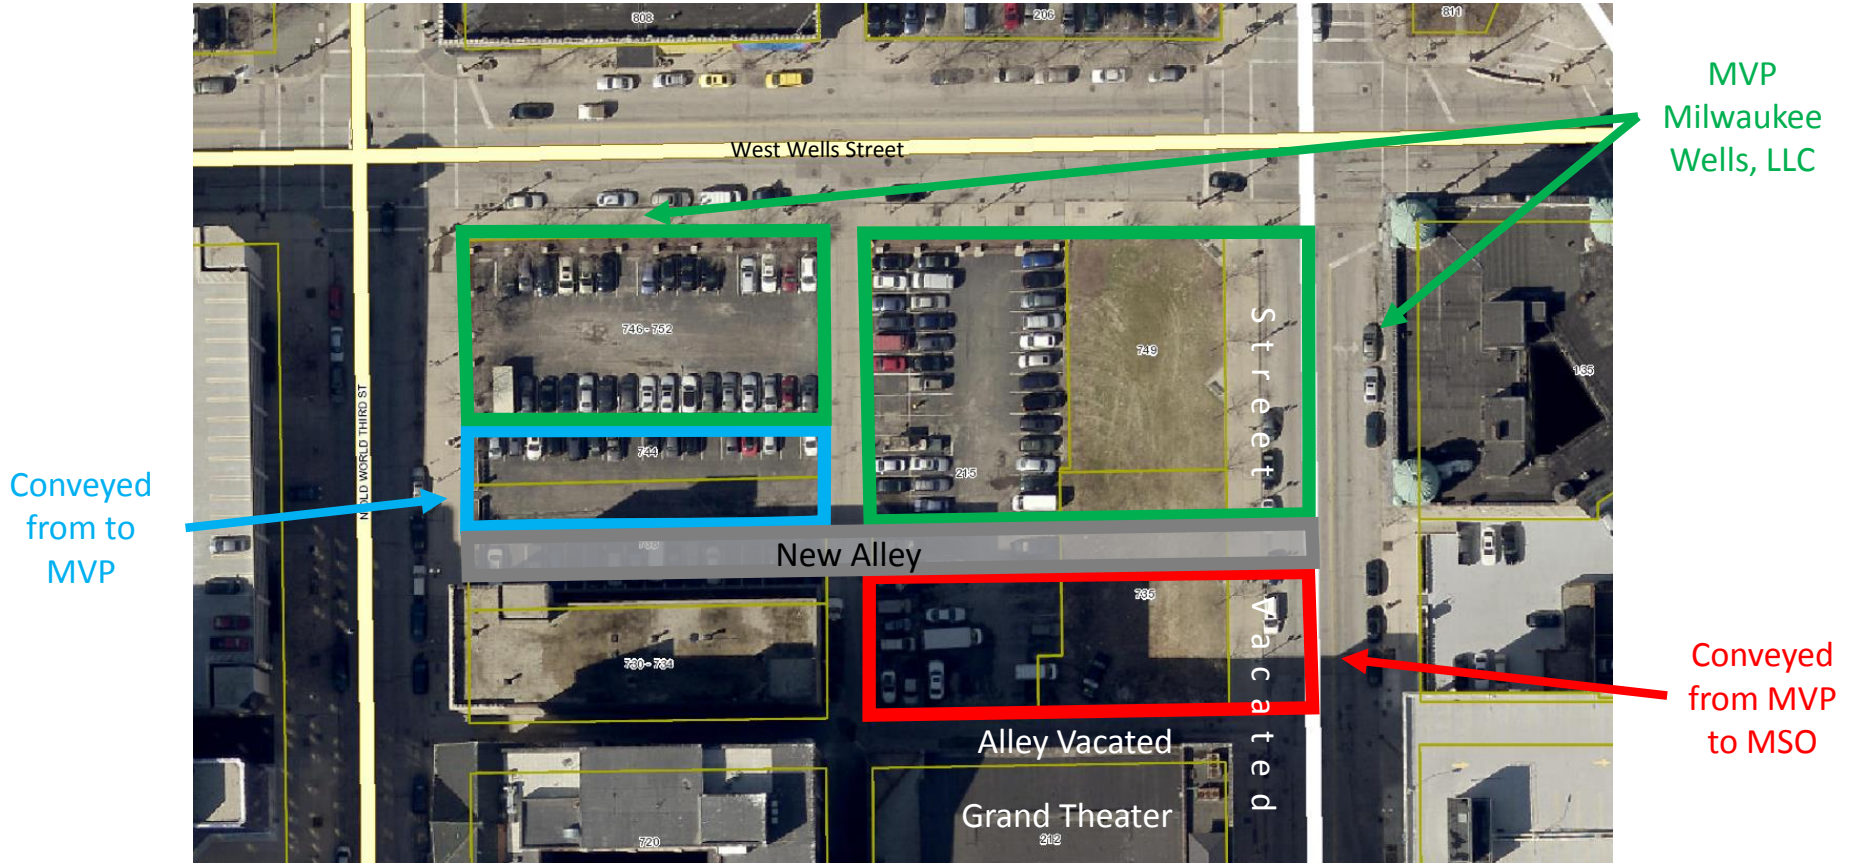 803
206
811
MVP
Milwaukee
Wells, LLC
West Wells Street
746 - 752
749
135
Street
N OLD WORLD THIRD ST
744
215
Conveyed
from to
MVP
New Alley
735
730 - 734
Vacated
Conveyed
from MVP
to MSO
Alley Vacated
Grand Theater
720
212